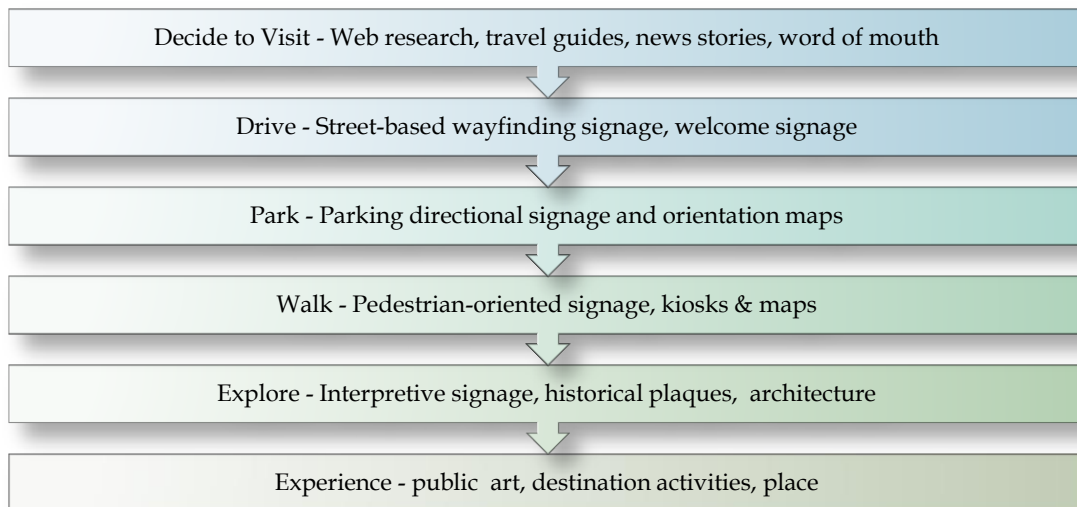 Decide to Visit - Web research, travel guides, news stories, word of mouth
Drive - Street-based wayfinding signage, welcome signage
Park - Parking directional signage and orientation maps
Walk - Pedestrian-oriented signage, kiosks & maps
Explore - Interpretive signage, historical plaques, architecture
Experience - public art, destination activities, place